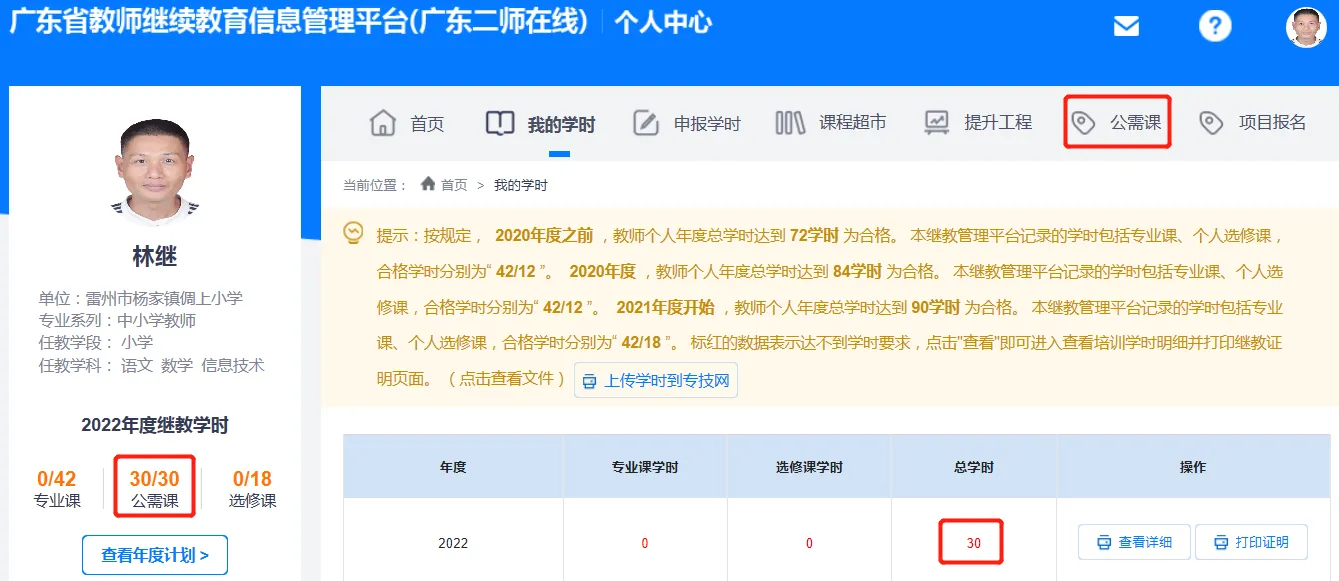 广东省教师继续教育信息管理平台(广东二师在线) 个人中心
首页 我的学时 申报学时 课程超市 提升工程 公需课 项目报名
当前位置： 首页 > 我的学时
林继
单位：雷州市杨家镇倜上小学
专业系列：中小学教师
任教学段： 小学
任教学科： 语文 数学 信息技术
2022年度继教学时
0/42 30/30 0/18
专业课 公需课 选修课
查看年度计划 >
提示：按规定， 2020年度之前 ，教师个人年度总学时达到 72学时 为合格。 本继教管理平台记录的学时包括专业课、个人选修课，
合格学时分别为“ 42/12 ”。 2020年度 ，教师个人年度总学时达到 84学时 为合格。 本继教管理平台记录的学时包括专业课、个人选
修课，合格学时分别为“ 42/12 ”。 2021年度开始 ，教师个人年度总学时达到 90学时 为合格。 本继教管理平台记录的学时包括专业
课、个人选修课，合格学时分别为“ 42/18 ”。 标红的数据表示达不到学时要求，点击"查看"即可进入查看培训学时明细并打印继教证
明页面。 （点击查看文件） 上传学时到专技网
年度 专业课学时 选修课学时 总学时 操作
2022 0 0 30 查看详细 打印证明